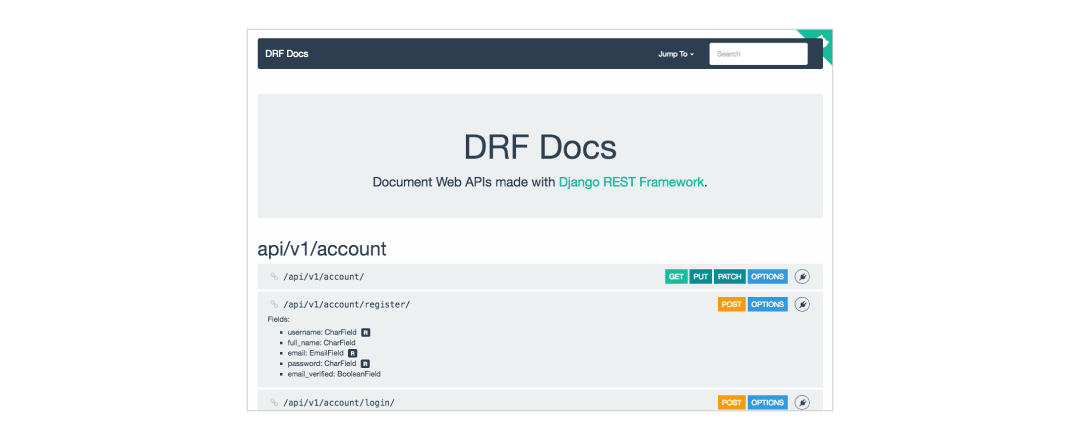 DRF Docs
Jump To
Search
DRF Docs
Document Web APIs made with Django REST Framework.
api/v1/account
/api/v1/account/ GET PUT PATCH OPTIONS
/api/v1/account/register/ POST OPTIONS
Fields:
username: CharField R
full_name: CharField
email: EmailField R
password: CharField R
email_verified: BooleanField
/api/v1/account/login/ POST OPTIONS